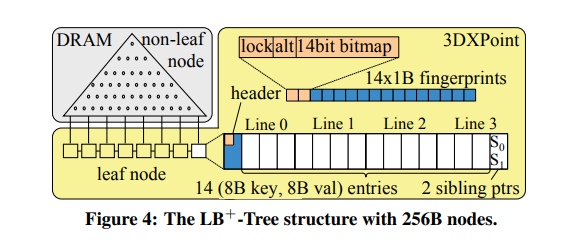 DRAM
non-leaf
node
3DXPoint
lock alt 14bit bitmap
14x1B fingerprints
header
Line 0 Line 1 Line 2 Line 3
S0
S1
leaf node
14 (8B key, 8B val) entries
2 sibling ptrs
Figure 4: The LB+-Tree structure with 256B nodes.